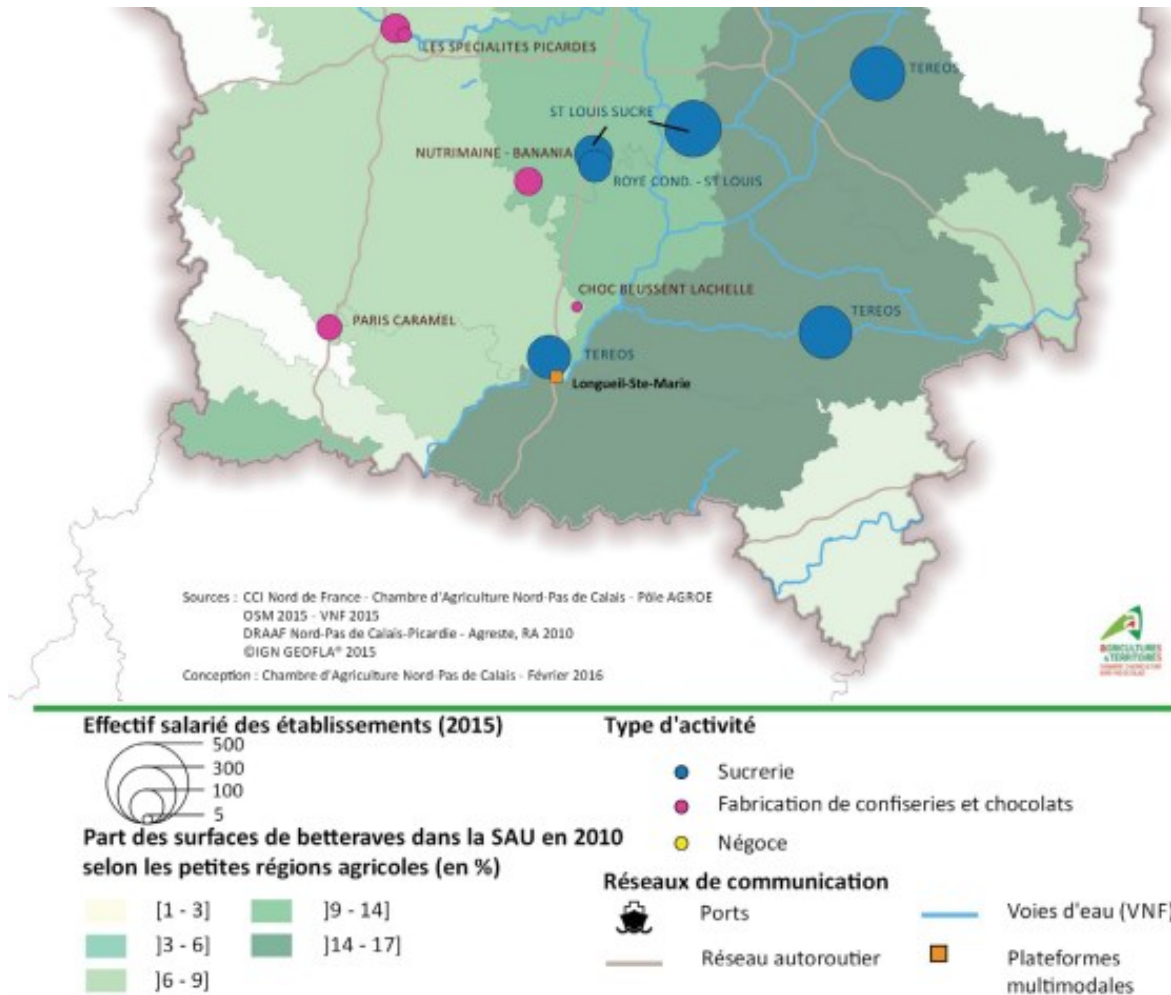 LES SPECIALITES PICARDES
TEREOS
ST LOUIS SUCRE
NUTRIMAINE - BANANIA
ROYE COND. - ST LOUIS
CHOC BEUSSENT LACHELLE
PARIS CARAMEL
TEREOS
TEREOS
Longueil-Ste-Marie
Sources : CCI Nord de France - Chambre d'Agriculture Nord-Pas de Calais - Pôle AGROE
OSM 2015 - VNF 2015
DRAAF Nord-Pas de Calais-Picardie - Agreste, RA 2010
©IGN GEOFLA® 2015
Conception : Chambre d'Agriculture Nord-Pas de Calais - Février 2016
AGRICULTURES
& TERRITOIRES
Effectif salarié des établissements (2015)
500
300
100
5
Part des surfaces de betteraves dans la SAU en 2010
selon les petites régions agricoles (en %)
[1 - 3]
]3 - 6]
]6 - 9]
]9 - 14]
]14 - 17]
Type d'activité
Sucrerie
Fabrication de confiseries et chocolats
Négoce
Réseaux de communication
Ports
Réseau autoroutier
Voies d'eau (VNF)
Plateformes
multimodales